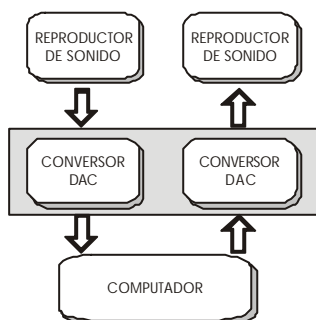 REPRODUCTOR
DE SONIDO
REPRODUCTOR
DE SONIDO
CONVERSOR
DAC
CONVERSOR
DAC
COMPUTADOR